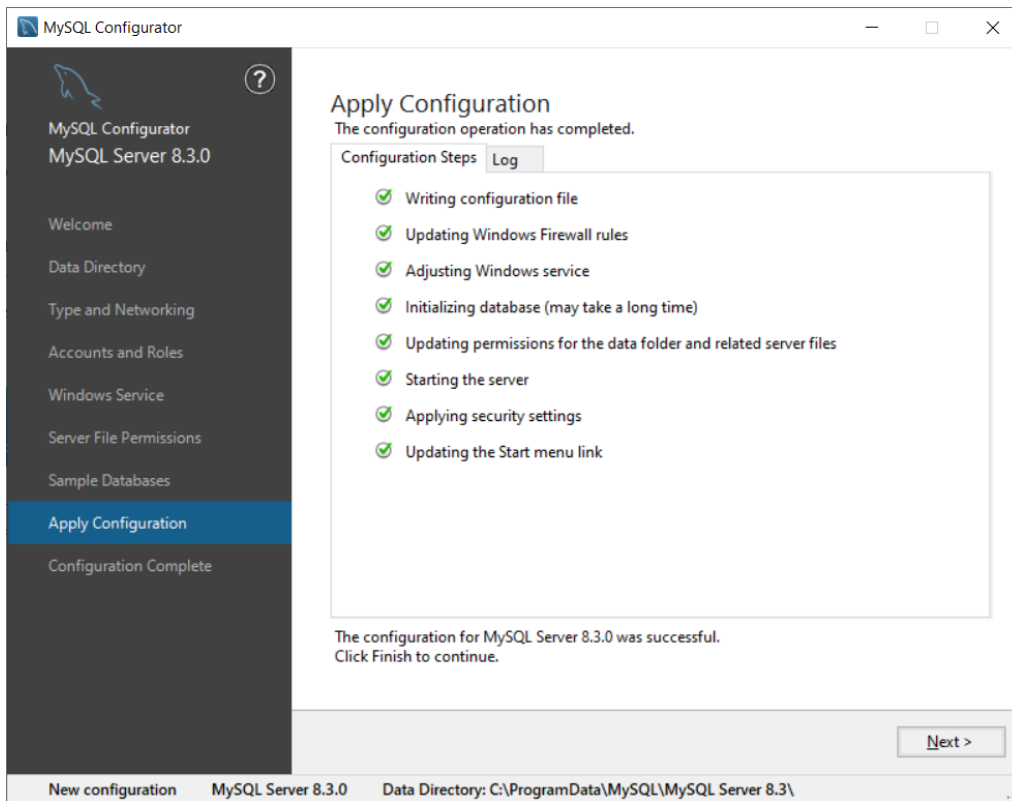 MySQL Configurator
?
MySQL Configurator
MySQL Server 8.3.0
Welcome
Data Directory
Type and Networking
Accounts and Roles
Windows Service
Server File Permissions
Sample Databases
Apply Configuration
Configuration Complete
Apply Configuration
The configuration operation has completed.
Configuration Steps Log
Writing configuration file
Updating Windows Firewall rules
Adjusting Windows service
Initializing database (may take a long time)
Updating permissions for the data folder and related server files
Starting the server
Applying security settings
Updating the Start menu link
The configuration for MySQL Server 8.3.0 was successful.
Click Finish to continue.
Next >
New configuration MySQL Server 8.3.0 Data Directory: C:\ProgramData\MySQL\MySQL Server 8.3\